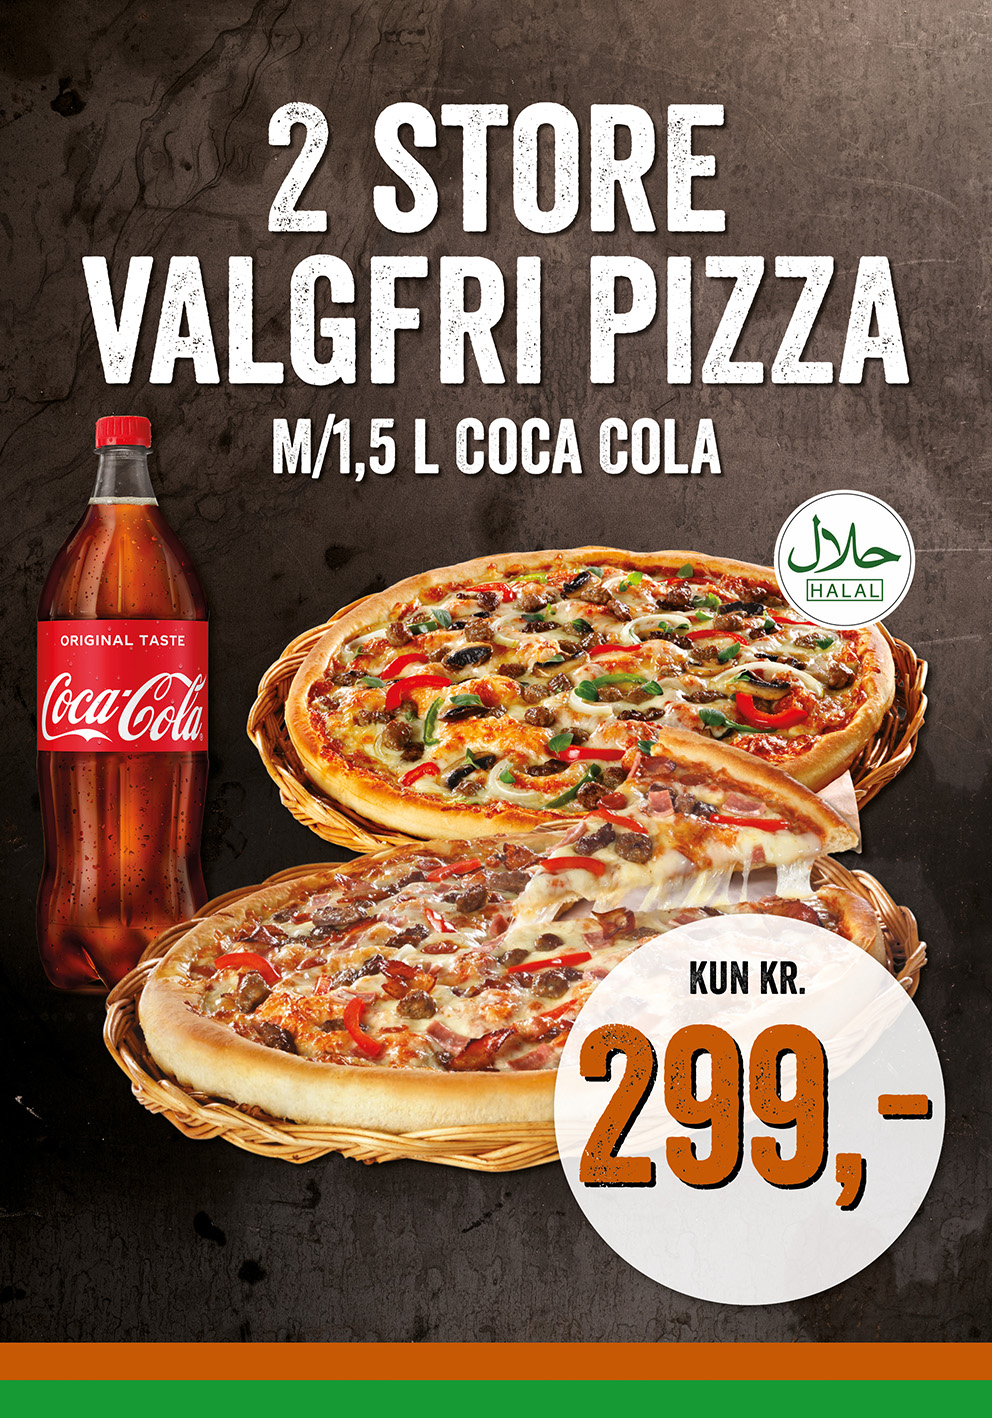 2 STORE
VALGFRI PIZZA
M/1,5 L COCA COLA
حلال
HALAL
ORIGINAL TASTE
Coca-Cola
KUN KR.
299,-